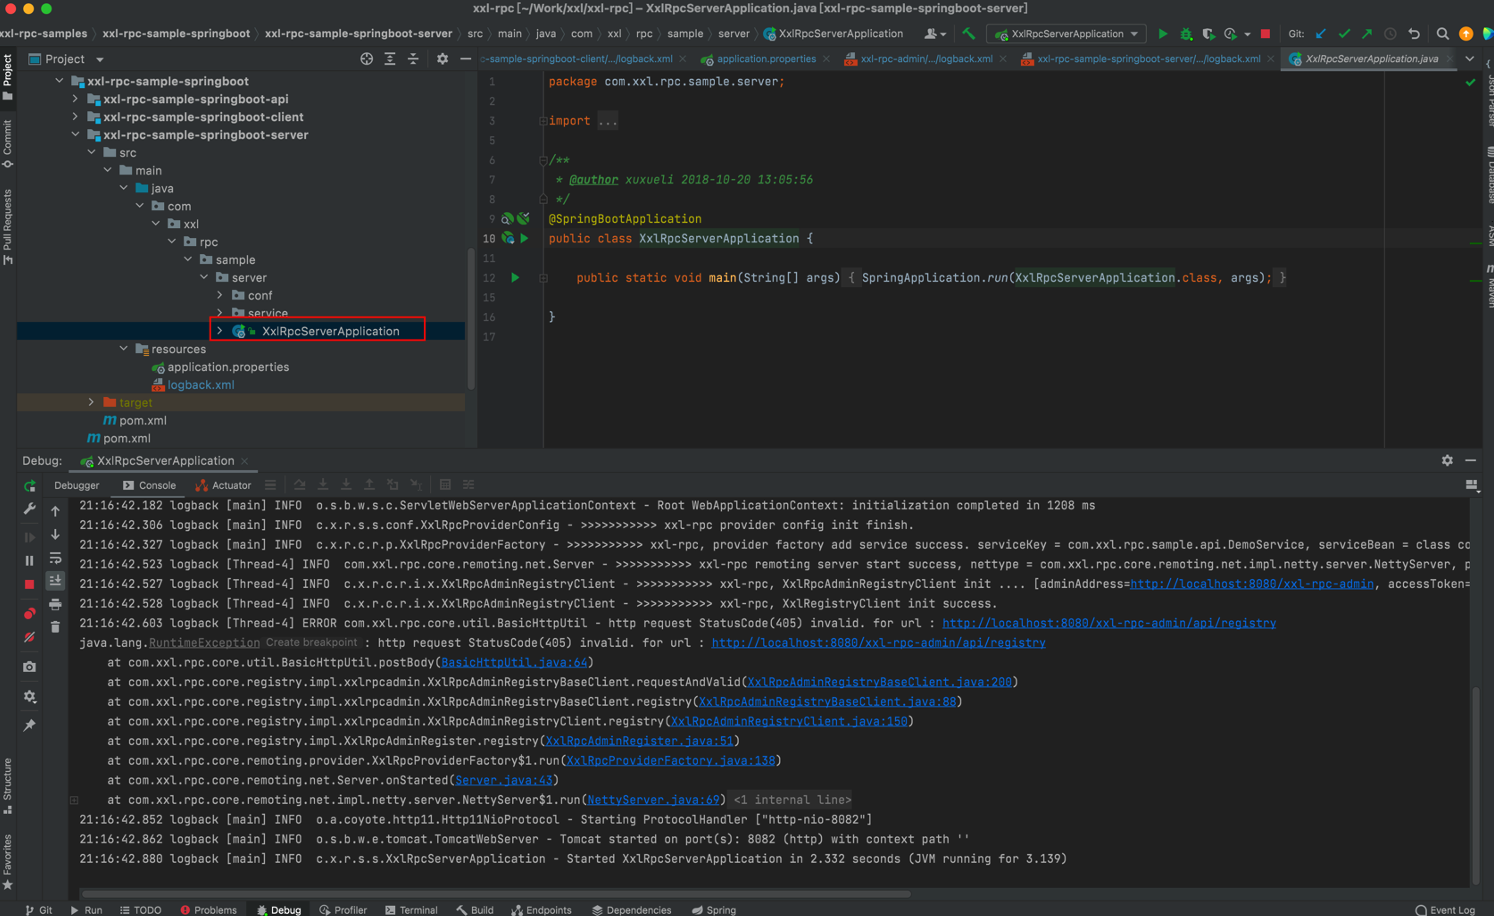 xxl-rpc [~/Work/xxl/xxl-rpc] – XxlRpcServerApplication.java [xxl-rpc-sample-springboot-server]
xxl-rpc-samples › xxl-rpc-sample-springboot › xxl-rpc-sample-springboot-server › src › main › java › com › xxl › rpc › sample › server › XxlRpcServerApplication
XxlRpcServerApplication
Git:
Project
c-sample-springboot-client/.../logback.xml
application.properties
xxl-rpc-admin/.../logback.xml
xxl-rpc-sample-springboot-server/.../logback.xml
XxlRpcServerApplication.java
Project
Commit
Pull Requests
Structure
Favorites
Json Parser
Database
ASM
Maven
xxl-rpc-sample-springboot
xxl-rpc-sample-springboot-api
xxl-rpc-sample-springboot-client
xxl-rpc-sample-springboot-server
src
main
java
com
xxl
rpc
sample
server
conf
service
XxlRpcServerApplication
resources
application.properties
logback.xml
target
pom.xml
pom.xml
1 package com.xxl.rpc.sample.server;
2
3 import ...
5
6 /**
7 * @author xuxueli 2018-10-20 13:05:56
8 */
9 @SpringBootApplication
10 public class XxlRpcServerApplication {
11
12 public static void main(String[] args) { SpringApplication.run(XxlRpcServerApplication.class, args); }
15
16 }
17
Debug: XxlRpcServerApplication
Debugger Console Actuator
21:16:42.182 logback [main] INFO  o.s.b.w.s.c.ServletWebServerApplicationContext - Root WebApplicationContext: initialization completed in 1208 ms
21:16:42.306 logback [main] INFO  c.x.r.s.s.conf.XxlRpcProviderConfig - >>>>>>>>>>> xxl-rpc provider config init finish.
21:16:42.327 logback [main] INFO  c.x.r.c.r.p.XxlRpcProviderFactory - >>>>>>>>>>> xxl-rpc, provider factory add service success. serviceKey = com.xxl.rpc.sample.api.DemoService, serviceBean = class co
21:16:42.523 logback [Thread-4] INFO  com.xxl.rpc.core.remoting.net.Server - >>>>>>>>>>> xxl-rpc remoting server start success, nettype = com.xxl.rpc.core.remoting.net.impl.netty.server.NettyServer, p
21:16:42.527 logback [Thread-4] INFO  c.x.r.c.r.i.x.XxlRpcAdminRegistryClient - >>>>>>>>>>> xxl-rpc, XxlRpcAdminRegistryClient init .... [adminAddress=http://localhost:8080/xxl-rpc-admin, accessToken=
21:16:42.528 logback [Thread-4] INFO  c.x.r.c.r.i.x.XxlRpcAdminRegistryClient - >>>>>>>>>>> xxl-rpc, XxlRegistryClient init success.
21:16:42.603 logback [Thread-4] ERROR com.xxl.rpc.core.util.BasicHttpUtil - http request StatusCode(405) invalid. for url : http://localhost:8080/xxl-rpc-admin/api/registry
java.lang.RuntimeException Create breakpoint : http request StatusCode(405) invalid. for url : http://localhost:8080/xxl-rpc-admin/api/registry
at com.xxl.rpc.core.util.BasicHttpUtil.postBody(BasicHttpUtil.java:64)
at com.xxl.rpc.core.registry.impl.xxlrpcadmin.XxlRpcAdminRegistryBaseClient.requestAndValid(XxlRpcAdminRegistryBaseClient.java:200)
at com.xxl.rpc.core.registry.impl.xxlrpcadmin.XxlRpcAdminRegistryBaseClient.registry(XxlRpcAdminRegistryBaseClient.java:88)
at com.xxl.rpc.core.registry.impl.xxlrpcadmin.XxlRpcAdminRegistryClient.registry(XxlRpcAdminRegistryClient.java:150)
at com.xxl.rpc.core.registry.impl.XxlRpcAdminRegister.registry(XxlRpcAdminRegister.java:51)
at com.xxl.rpc.core.remoting.provider.XxlRpcProviderFactory$1.run(XxlRpcProviderFactory.java:138)
at com.xxl.rpc.core.remoting.net.Server.onStarted(Server.java:43)
at com.xxl.rpc.core.remoting.net.impl.netty.server.NettyServer$1.run(NettyServer.java:69) <1 internal line>
21:16:42.852 logback [main] INFO  o.a.coyote.http11.Http11NioProtocol - Starting ProtocolHandler ["http-nio-8082"]
21:16:42.862 logback [main] INFO  o.s.b.w.e.tomcat.TomcatWebServer - Tomcat started on port(s): 8082 (http) with context path ''
21:16:42.880 logback [main] INFO  c.x.r.s.s.XxlRpcServerApplication - Started XxlRpcServerApplication in 2.332 seconds (JVM running for 3.139)
Git Run TODO Problems Debug Profiler Terminal Build Endpoints Dependencies Spring Event Log